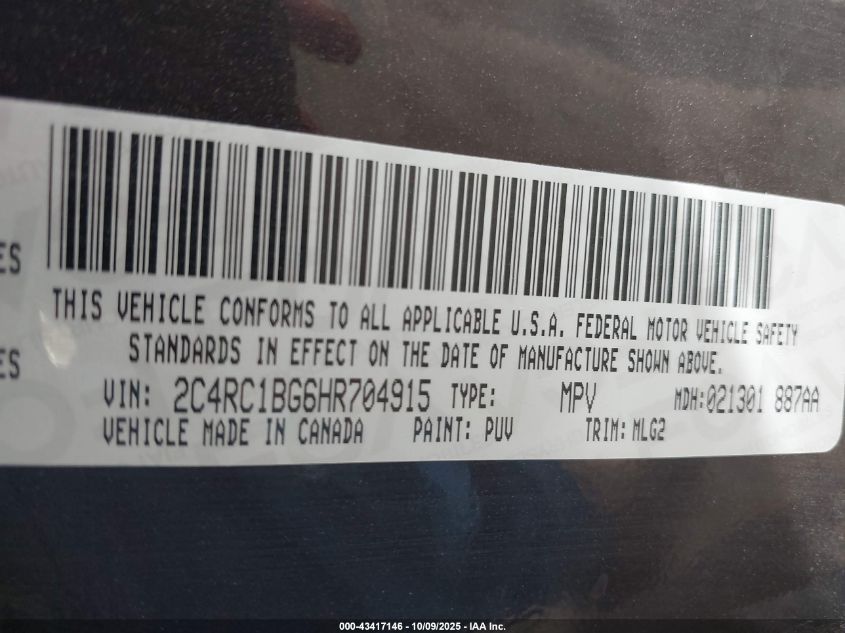 ES
THIS VEHICLE CONFORMS TO ALL APPLICABLE U.S.A. FEDERAL MOTOR VEHICLE SAFETY
STANDARDS IN EFFECT ON THE DATE OF MANUFACTURE SHOWN ABOVE.
ES
VIN: 2C4RC1BG6HR704915 TYPE: MPV MDH:021301 887AA
VEHICLE MADE IN CANADA PAINT: PUV TRIM: MLG2
000-43417146 - 10/09/2025 - IAA Inc.